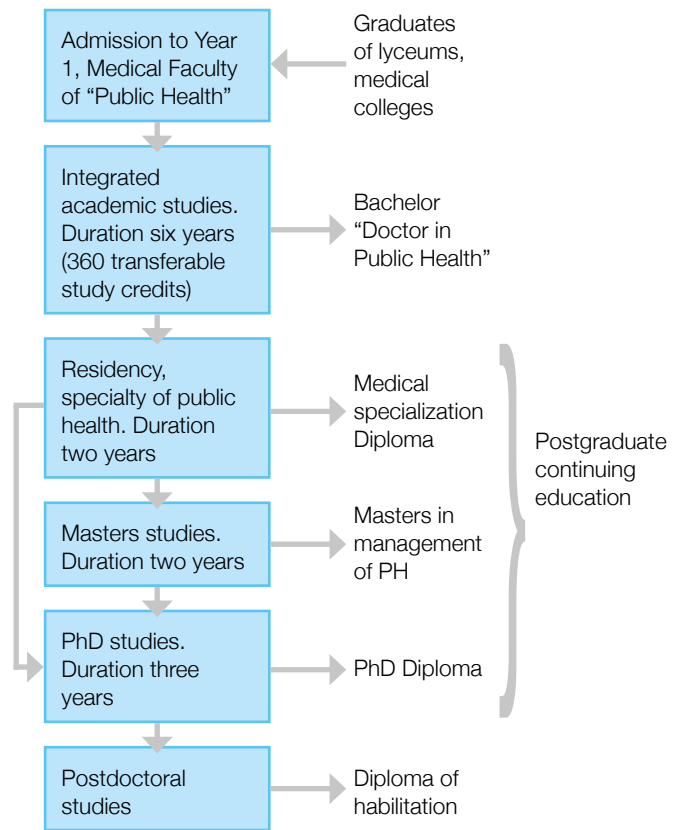 Admission to Year
1, Medical Faculty
of “Public Health”
Graduates
of lyceums,
medical
colleges
Integrated
academic studies.
Duration six years
(360 transferable
study credits)
Bachelor
“Doctor in
Public Health”
Residency,
specialty of public
health. Duration
two years
Medical
specialization
Diploma
Postgraduate
continuing
education
Masters studies.
Duration two years
Masters in
management
of PH
PhD studies.
Duration three
years
PhD Diploma
Postdoctoral
studies
Diploma of
habilitation